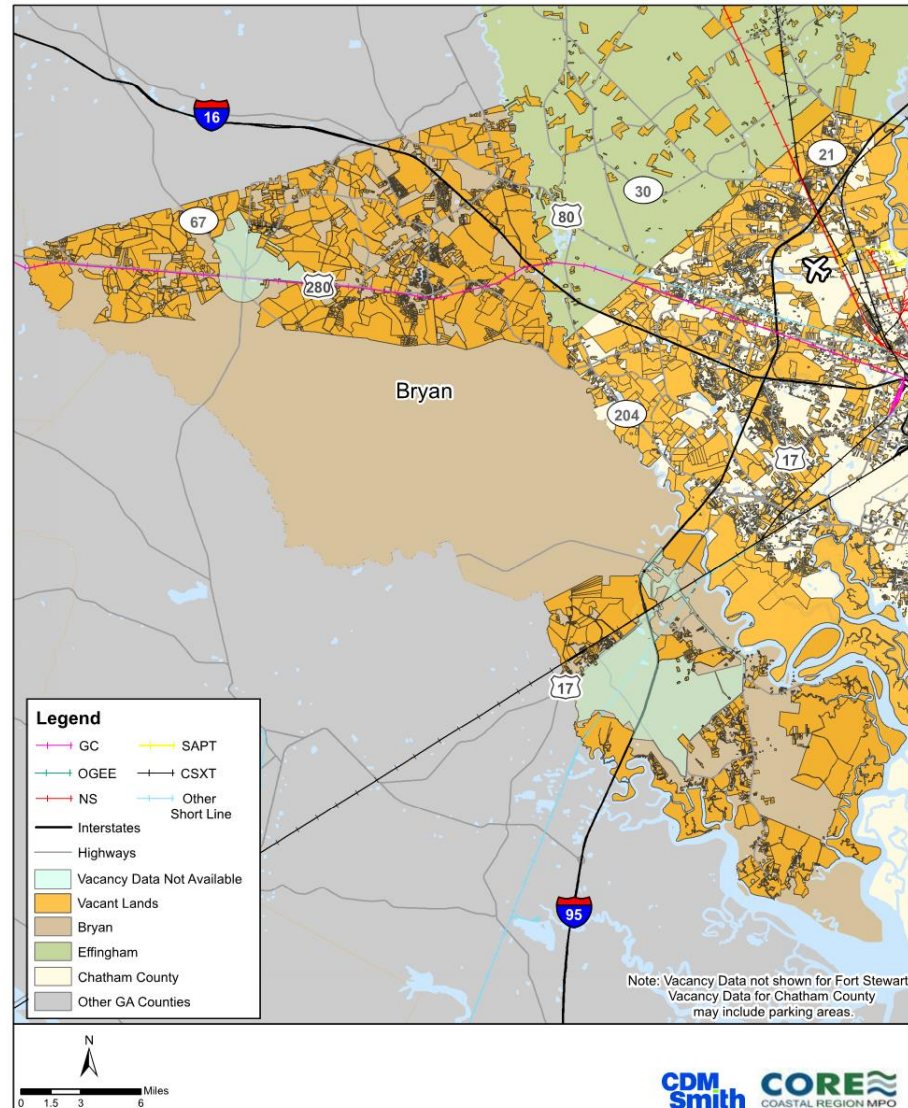 16
21
67
30
80
280
Bryan
204
17
17
95
Legend
GC
SAPT
OGEE
CSXT
NS
Other
Short Line
Interstates
Highways
Vacancy Data Not Available
Vacant Lands
Bryan
Effingham
Chatham County
Other GA Counties
Note: Vacancy Data not shown for Fort Stewart
Vacancy Data for Chatham County
may include parking areas.
N
Miles
0 1.5 3 6
CDM
Smith
CORE
COASTAL REGION MPO